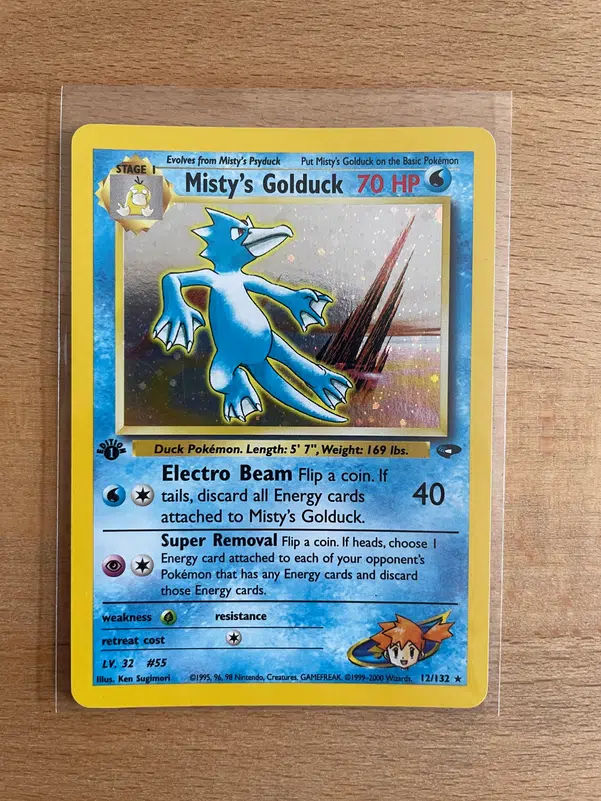 Evolves from Misty's Psyduck Put Misty's Golduck on the Basic Pokémon
STAGE 1
Misty's Golduck 70 HP
EDITION
1
Duck Pokémon. Length: 5' 7", Weight: 169 lbs.
Electro Beam Flip a coin. If
tails, discard all Energy cards
attached to Misty's Golduck.
40
Super Removal Flip a coin. If heads, choose 1
Energy card attached to each of your opponent's
Pokémon that has any Energy cards and discard
those Energy cards.
weakness resistance
retreat cost
LV. 32 #55
Illus. Ken Sugimori ©1995, 96, 98 Nintendo, Creatures, GAMEFREAK. ©1999-2000 Wizards. 12/132 ★